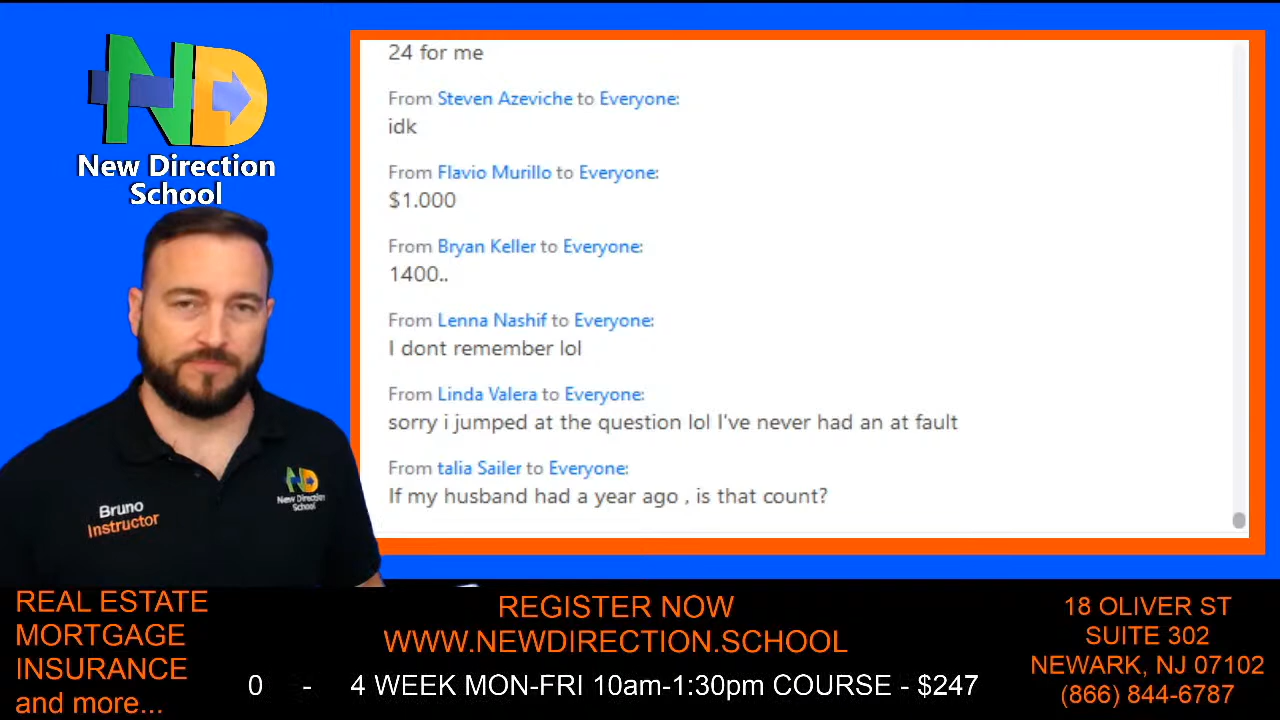 ND
New Direction
School
24 for me
From Steven Azeviche to Everyone:
idk
From Flavio Murillo to Everyone:
$1.000
From Bryan Keller to Everyone:
1400..
From Lenna Nashif to Everyone:
I dont remember lol
From Linda Valera to Everyone:
sorry i jumped at the question lol I've never had an at fault
From talia Sailer to Everyone:
If my husband had a year ago , is that count?
Bruno
Instructor
ND
New Direction
School
REAL ESTATE
MORTGAGE
INSURANCE
and more...
REGISTER NOW
WWW.NEWDIRECTION.SCHOOL
0 - 4 WEEK MON-FRI 10am-1:30pm COURSE - $247
18 OLIVER ST
SUITE 302
NEWARK, NJ 07102
(866) 844-6787